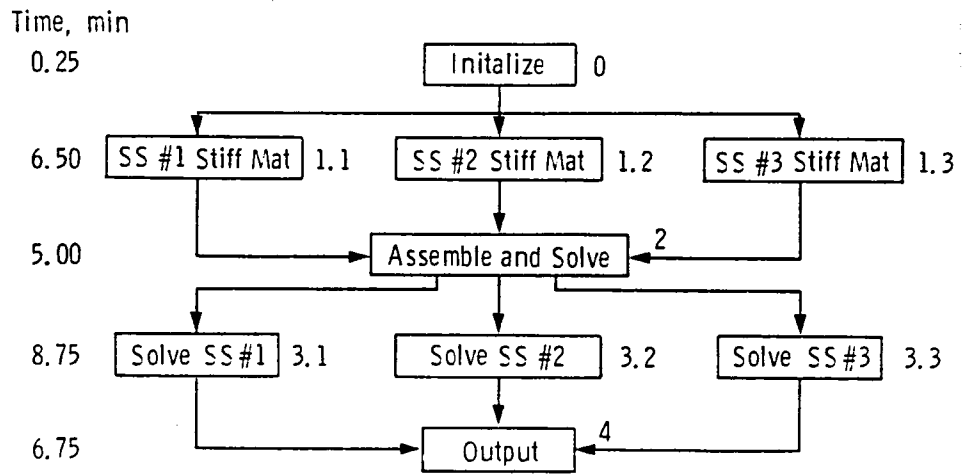 Time, min
0.25 Initalize 0
6.50 SS #1 Stiff Mat 1.1 SS #2 Stiff Mat 1.2 SS #3 Stiff Mat 1.3
2
5.00 Assemble and Solve
8.75 Solve SS #1 3.1 Solve SS #2 3.2 Solve SS #3 3.3
4
6.75 Output